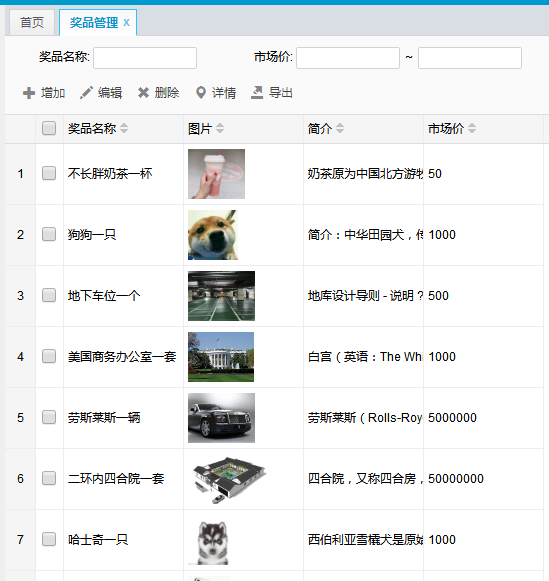 首页 奖品管理 x
奖品名称: 市场价: ~
增加 编辑 删除 详情 导出
奖品名称 图片 简介 市场价
1 不长胖奶茶一杯 奶茶原为中国北方游牧 50
2 狗狗一只 简介：中华田园犬，传 1000
3 地下车位一个 地库设计导则 - 说明？ 500
4 美国商务办公室一套 白宫（英语：The Whi 1000
5 劳斯莱斯一辆 劳斯莱斯（Rolls-Roy 5000000
6 二环内四合院一套 四合院，又称四合房， 50000000
7 哈士奇一只 西伯利亚雪橇犬是原始 1000